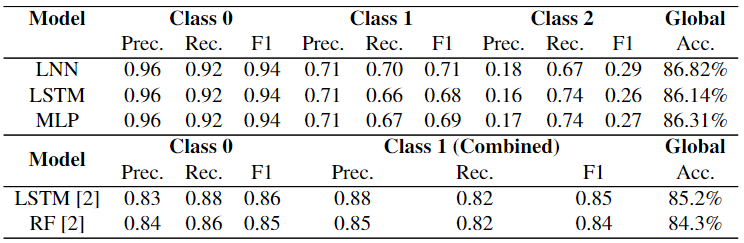 Model Class 0 Class 1 Class 2 Global
Prec. Rec. F1 Prec. Rec. F1 Prec. Rec. F1 Acc.
LNN 0.96 0.92 0.94 0.71 0.70 0.71 0.18 0.67 0.29 86.82%
LSTM 0.96 0.92 0.94 0.71 0.66 0.68 0.16 0.74 0.26 86.14%
MLP 0.96 0.92 0.94 0.71 0.67 0.69 0.17 0.74 0.27 86.31%
Model Class 0 Class 1 (Combined) Global
Prec. Rec. F1 Prec. Rec. F1 Acc.
LSTM [2] 0.83 0.88 0.86 0.88 0.82 0.85 85.2%
RF [2] 0.84 0.86 0.85 0.85 0.82 0.84 84.3%